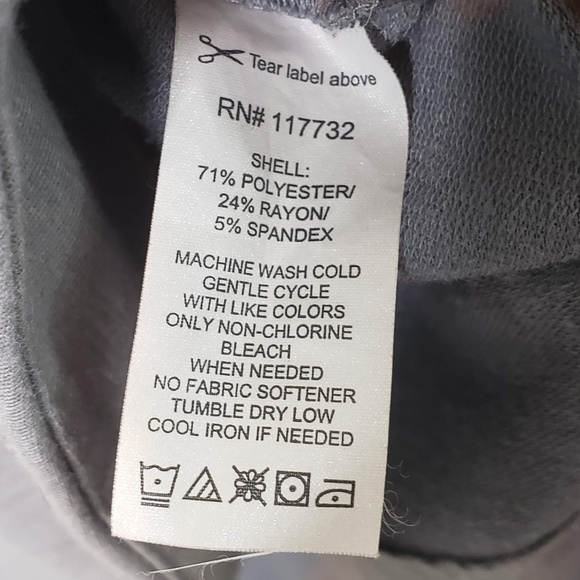 Tear label above
RN# 117732
SHELL:
71% POLYESTER/
24% RAYON/
5% SPANDEX
MACHINE WASH COLD
GENTLE CYCLE
WITH LIKE COLORS
ONLY NON-CHLORINE
BLEACH
WHEN NEEDED
NO FABRIC SOFTENER
TUMBLE DRY LOW
COOL IRON IF NEEDED